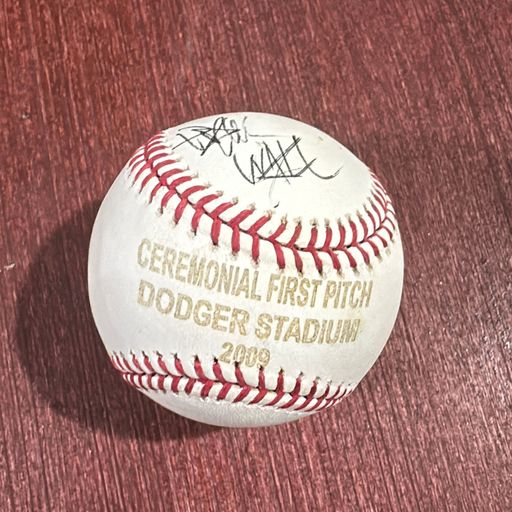 CEREMONIAL FIRST PITCH
DODGER STADIUM
2009